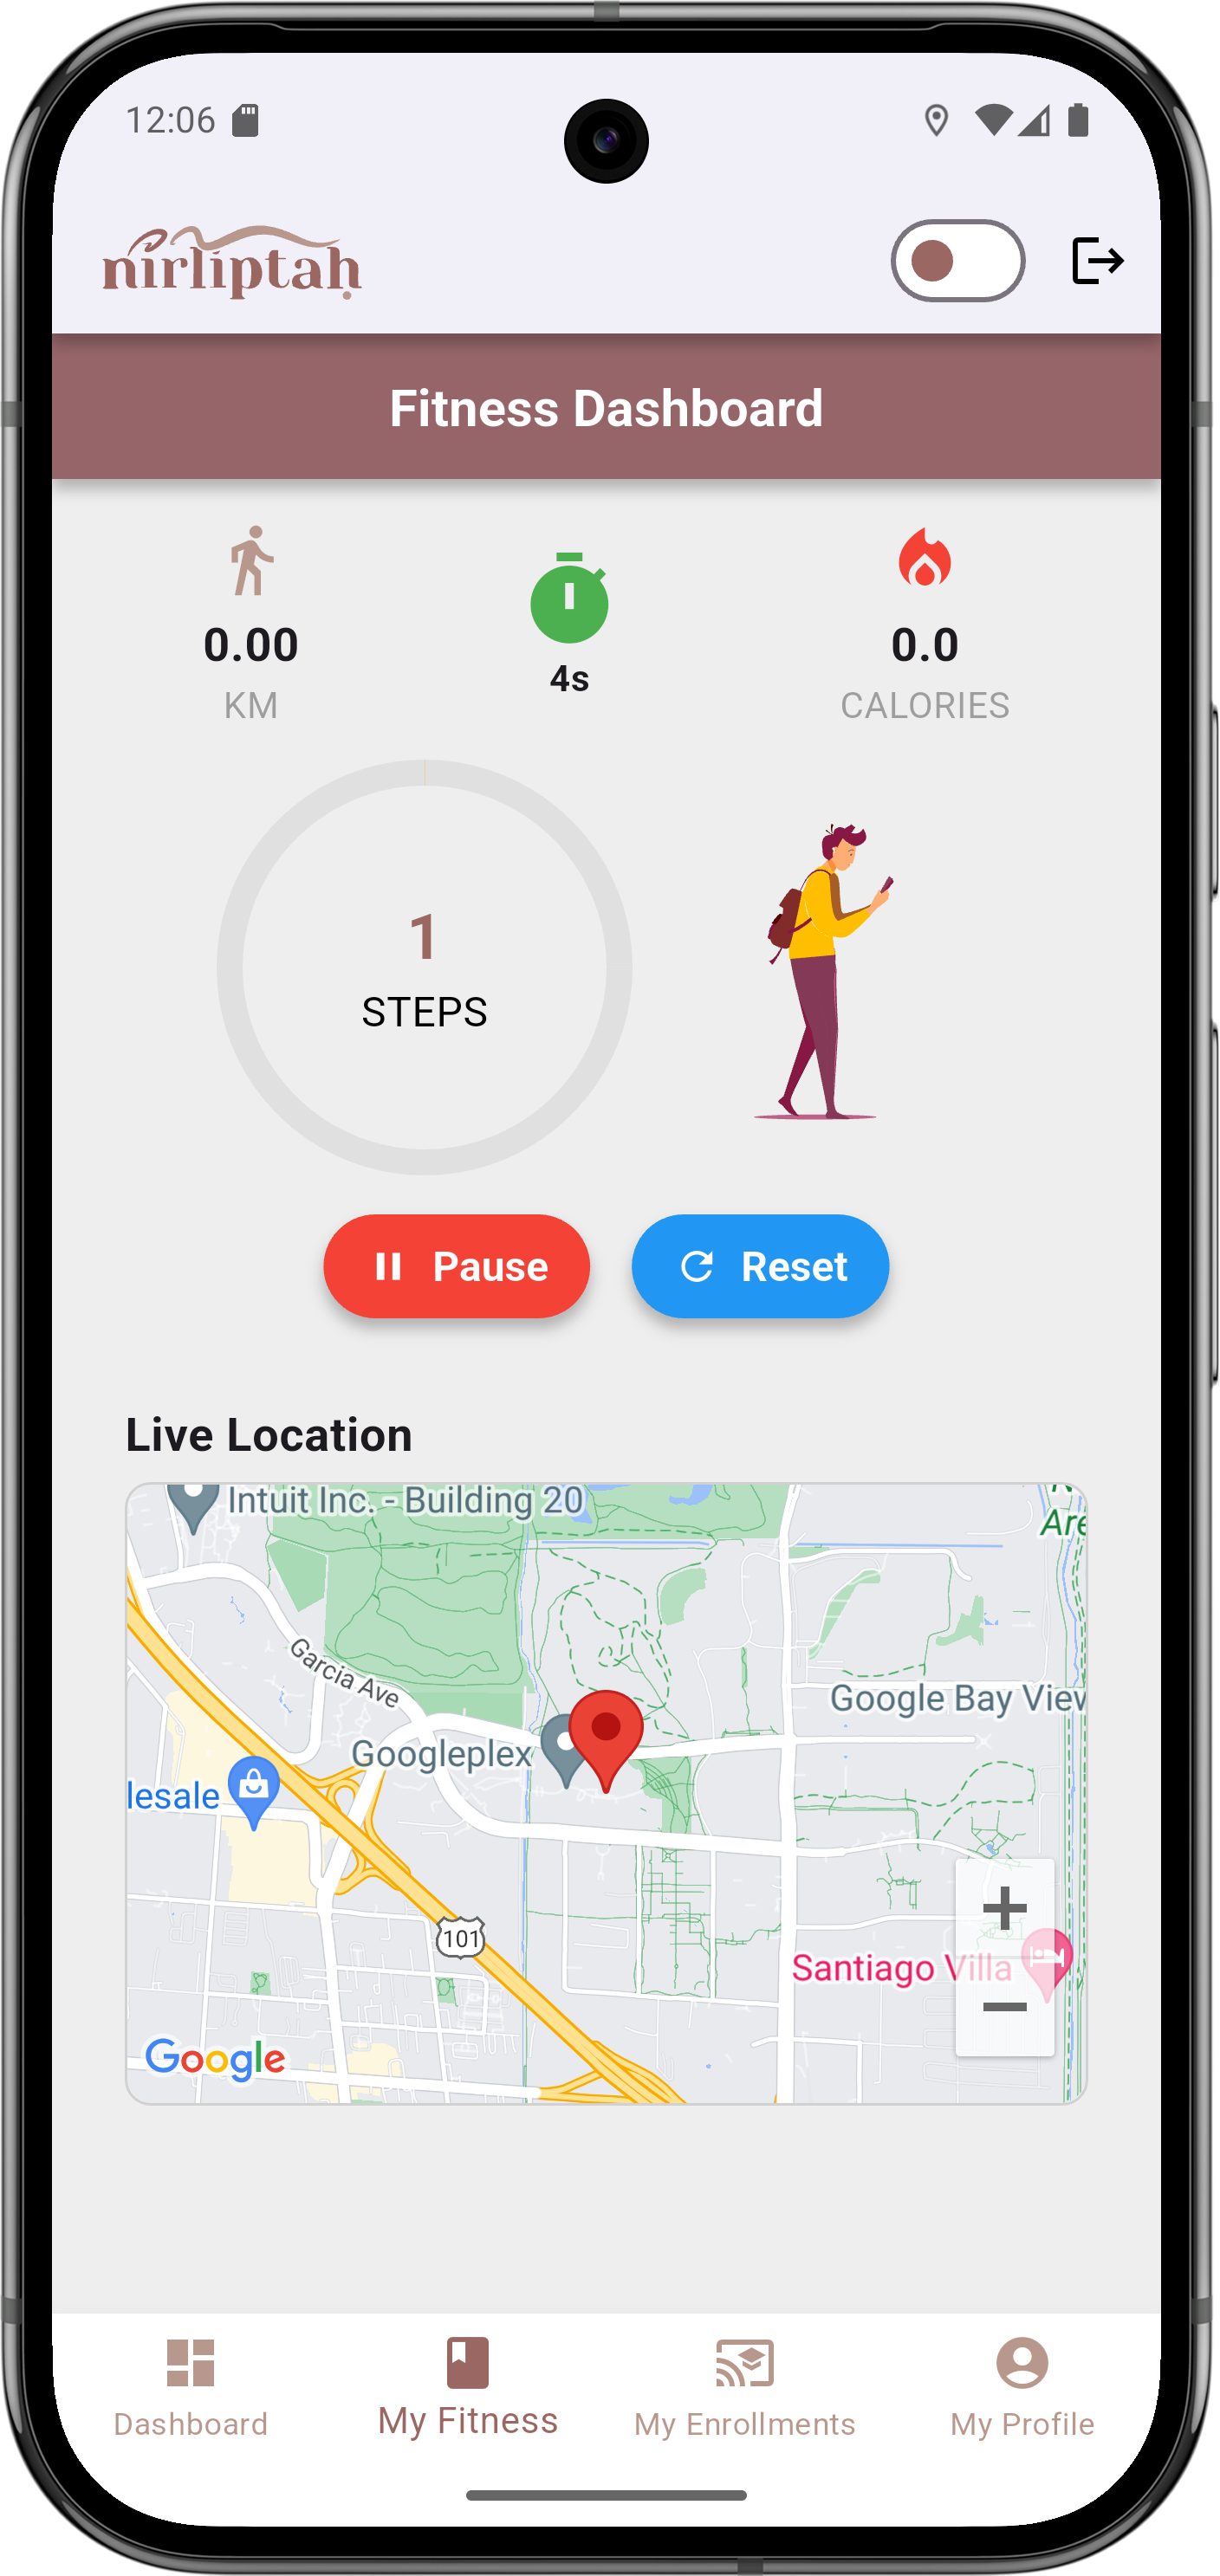 12:06
nirliptaḥ
Fitness Dashboard
0.00
KM
4s
0.0
CALORIES
1
STEPS
Pause
Reset
Live Location
Intuit Inc. - Building 20
Are
Garcia Ave
Google Bay View
Googleplex
lesale
101
Santiago Villa
Google
Dashboard
My Fitness
My Enrollments
My Profile